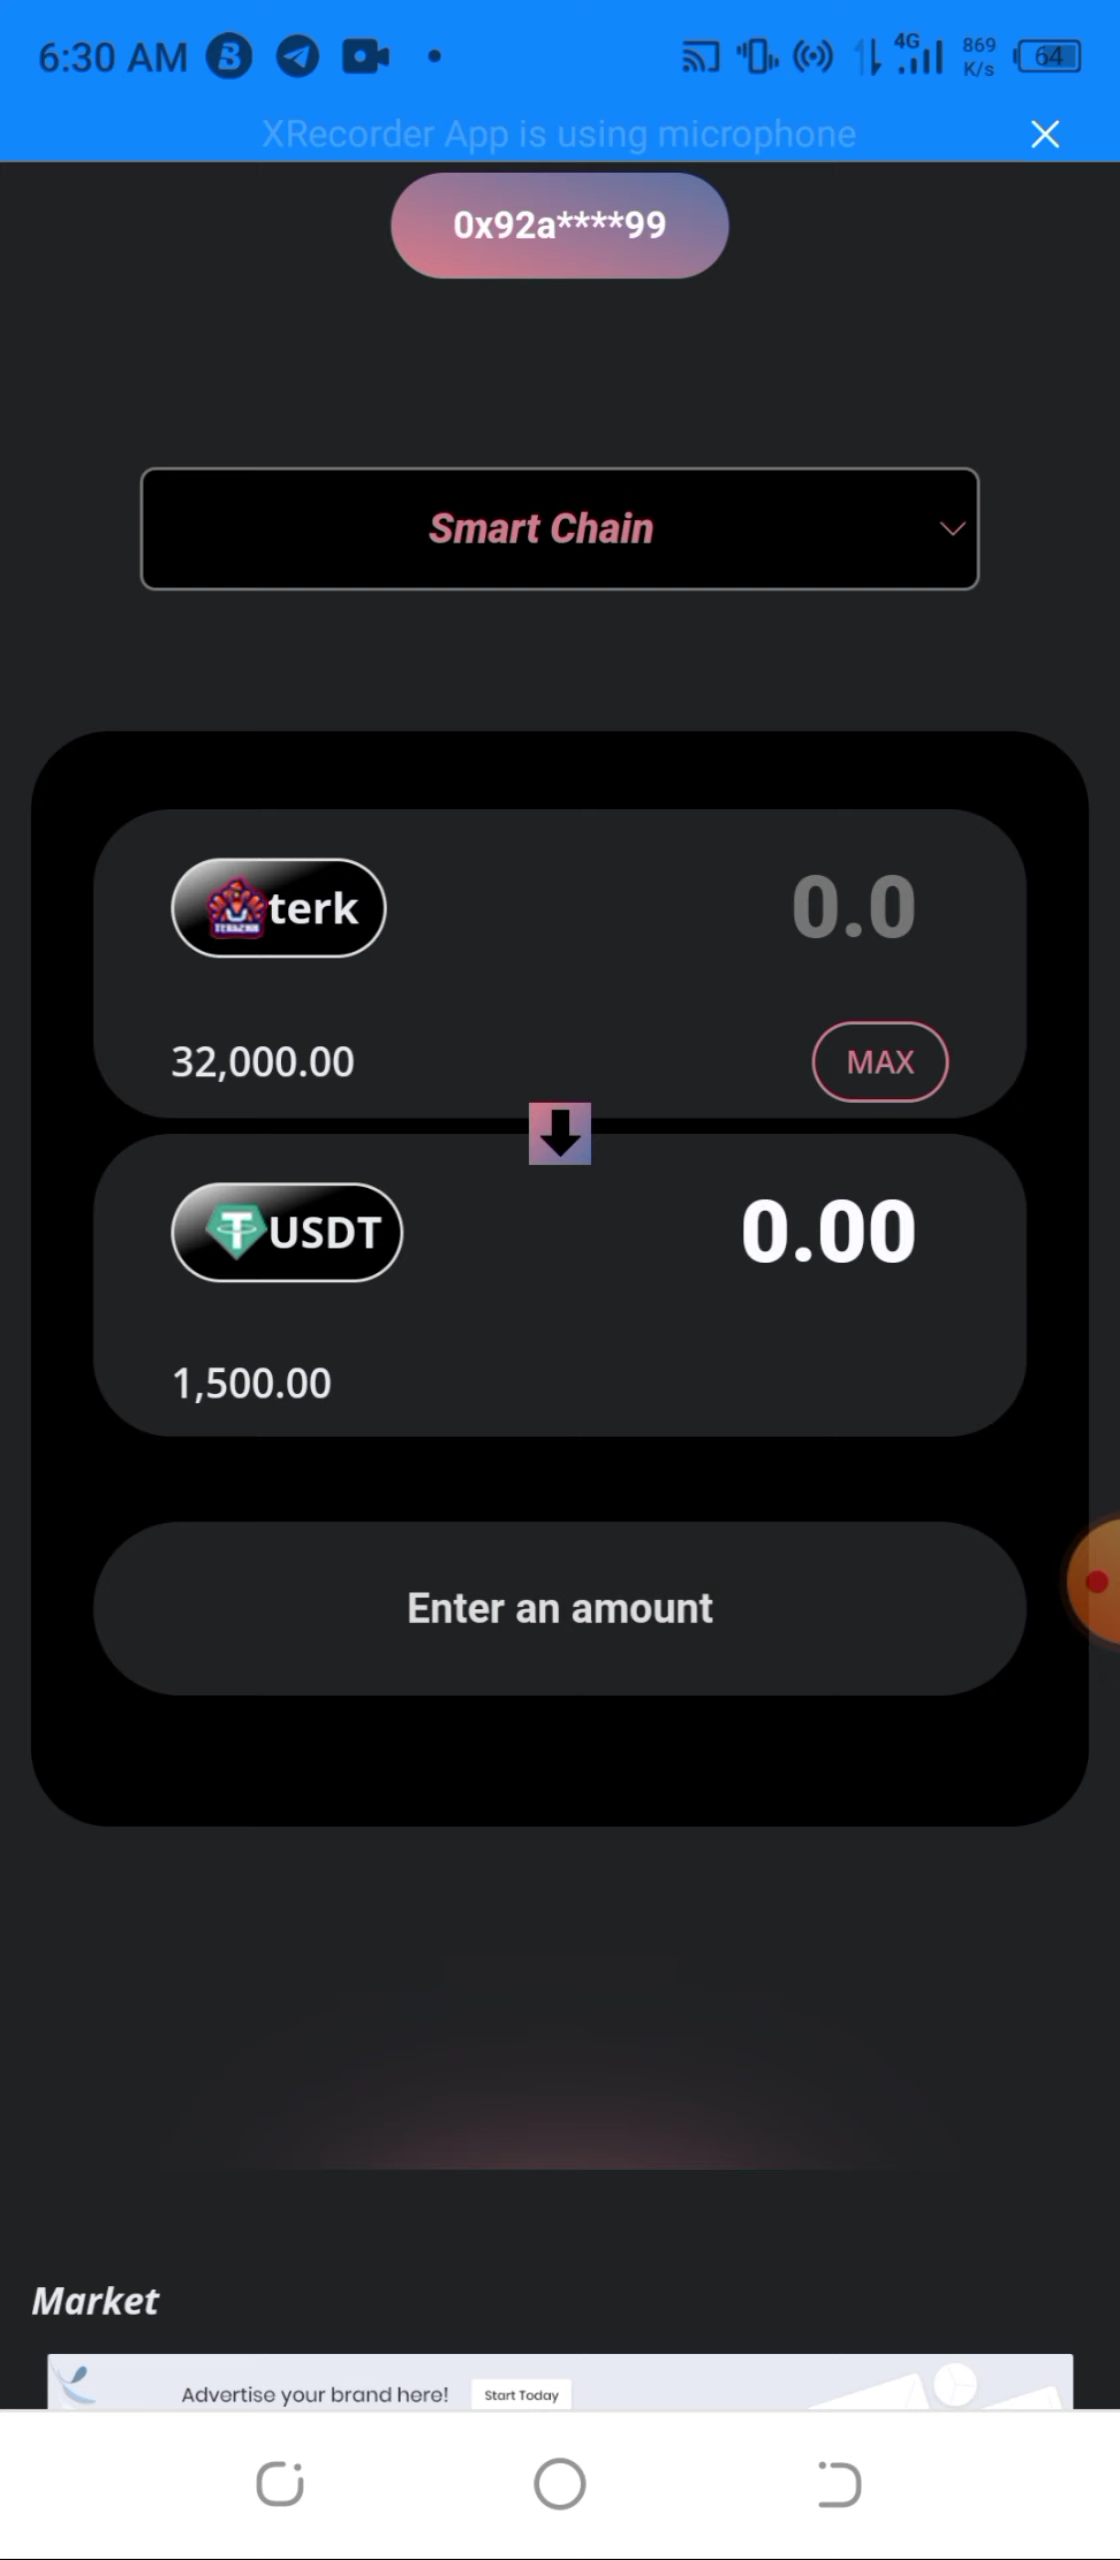 6:30 AM
4G
869
K/s
64
XRecorder App is using microphone
0x92a****99
Smart Chain
terk
0.0
32,000.00
MAX
USDT
0.00
1,500.00
Enter an amount
Market
Advertise your brand here!
Start Today